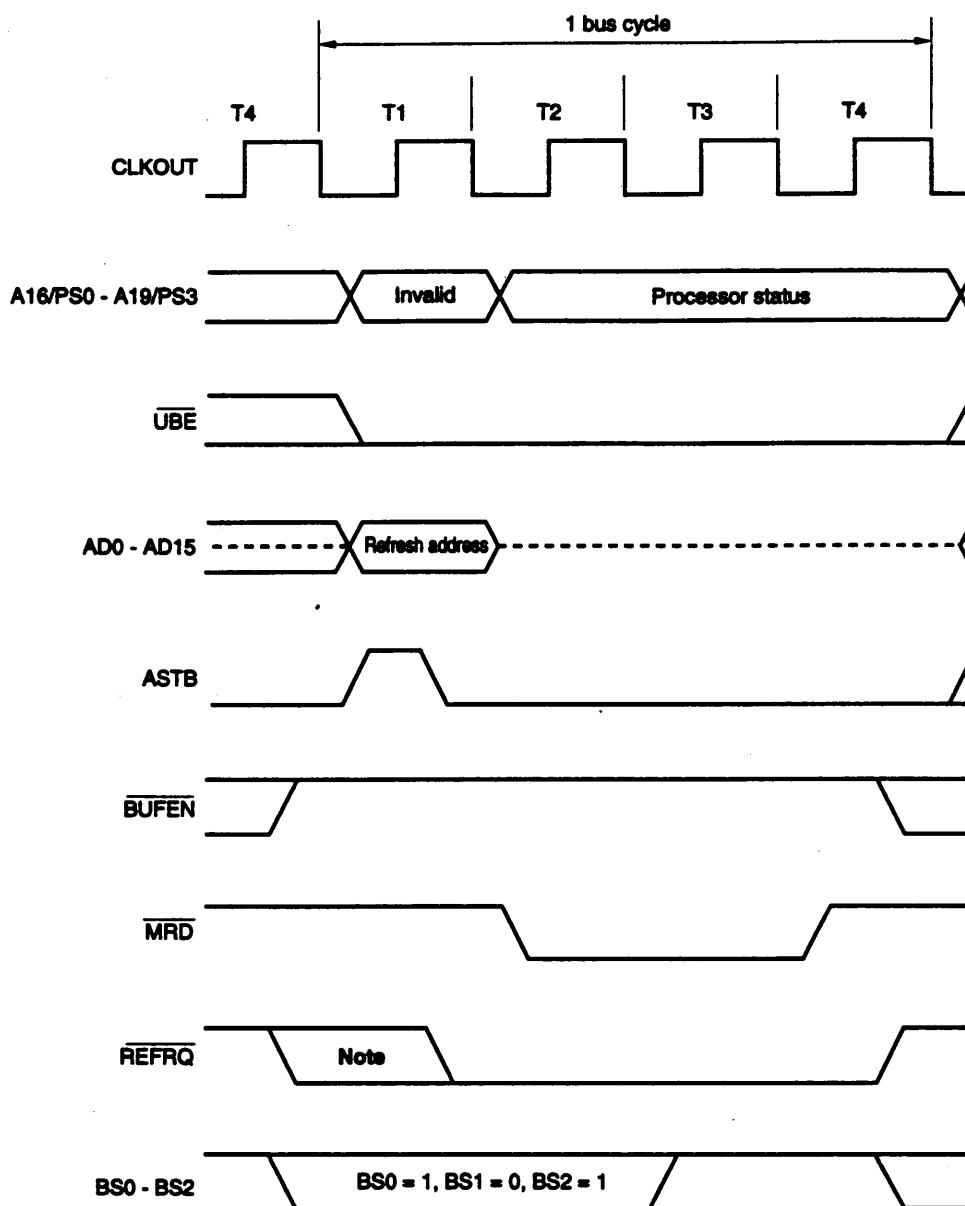 1 bus cycle
T4 T1 T2 T3 T4
CLKOUT
A16/PS0 - A19/PS3 Invalid Processor status
UBE
AD0 - AD15 Refresh address
ASTB
BUFEN
MRD
REFRQ Note
BS0 - BS2 BS0 = 1, BS1 = 0, BS2 = 1